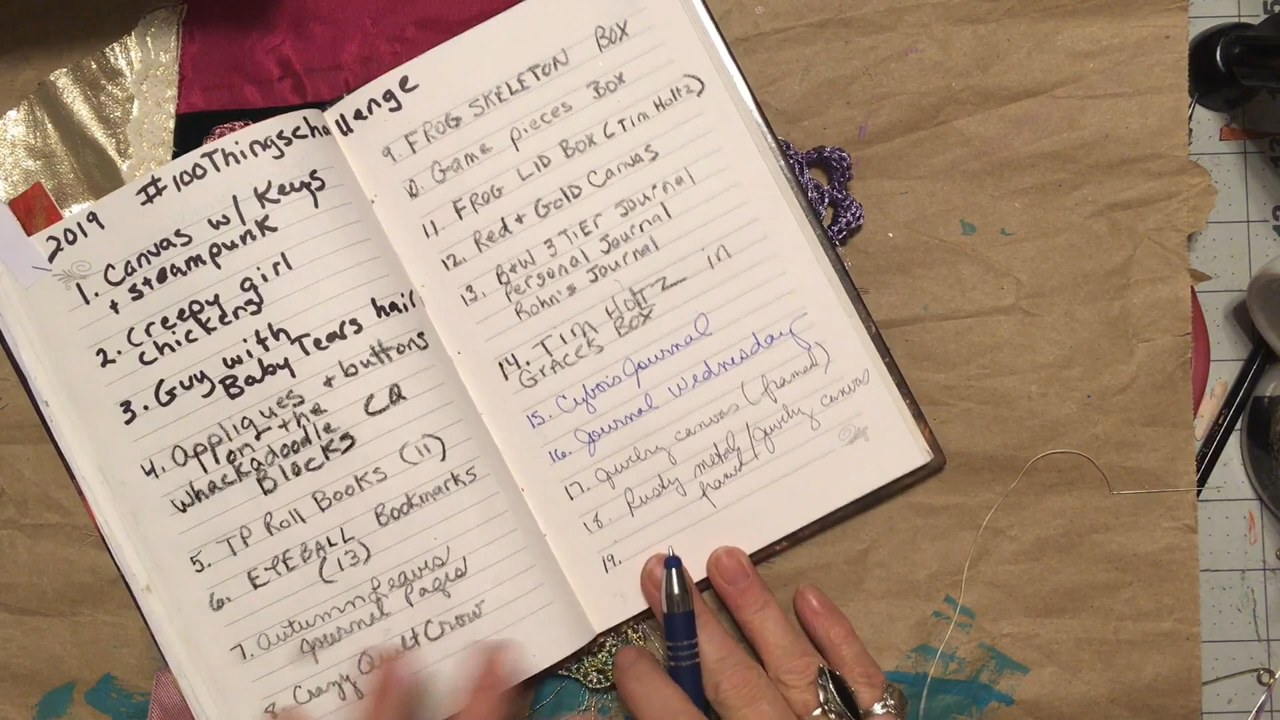 2019 #100Thingschallenge
1. Canvas w/ Keys
+ steampunk
2. Creepy girl
chickens
3. Guy with
Baby Tears hair
4. Appliques + buttons
on the CQ
whackadoodle
Blocks
5. TP Roll Books (11)
6. EYEBALL Bookmarks
(13)
7. Autumn Leaves
journal Pages
8. Crazy Quilt Crow
9. FROG SKELETON BOX
10. Game pieces Box
11. FROG LID BOX (Tim Holtz)
12. Red + Gold Canvas
13. B+W 3 TIER Journal
Personal Journal
Rohn's Journal
14. Tim Holtz in
Graces Box
15. Journal
16. Journal Wednesday
17. Jewelry canvas (framed)
18. Rusty metal
/Jewelry canvas
19.